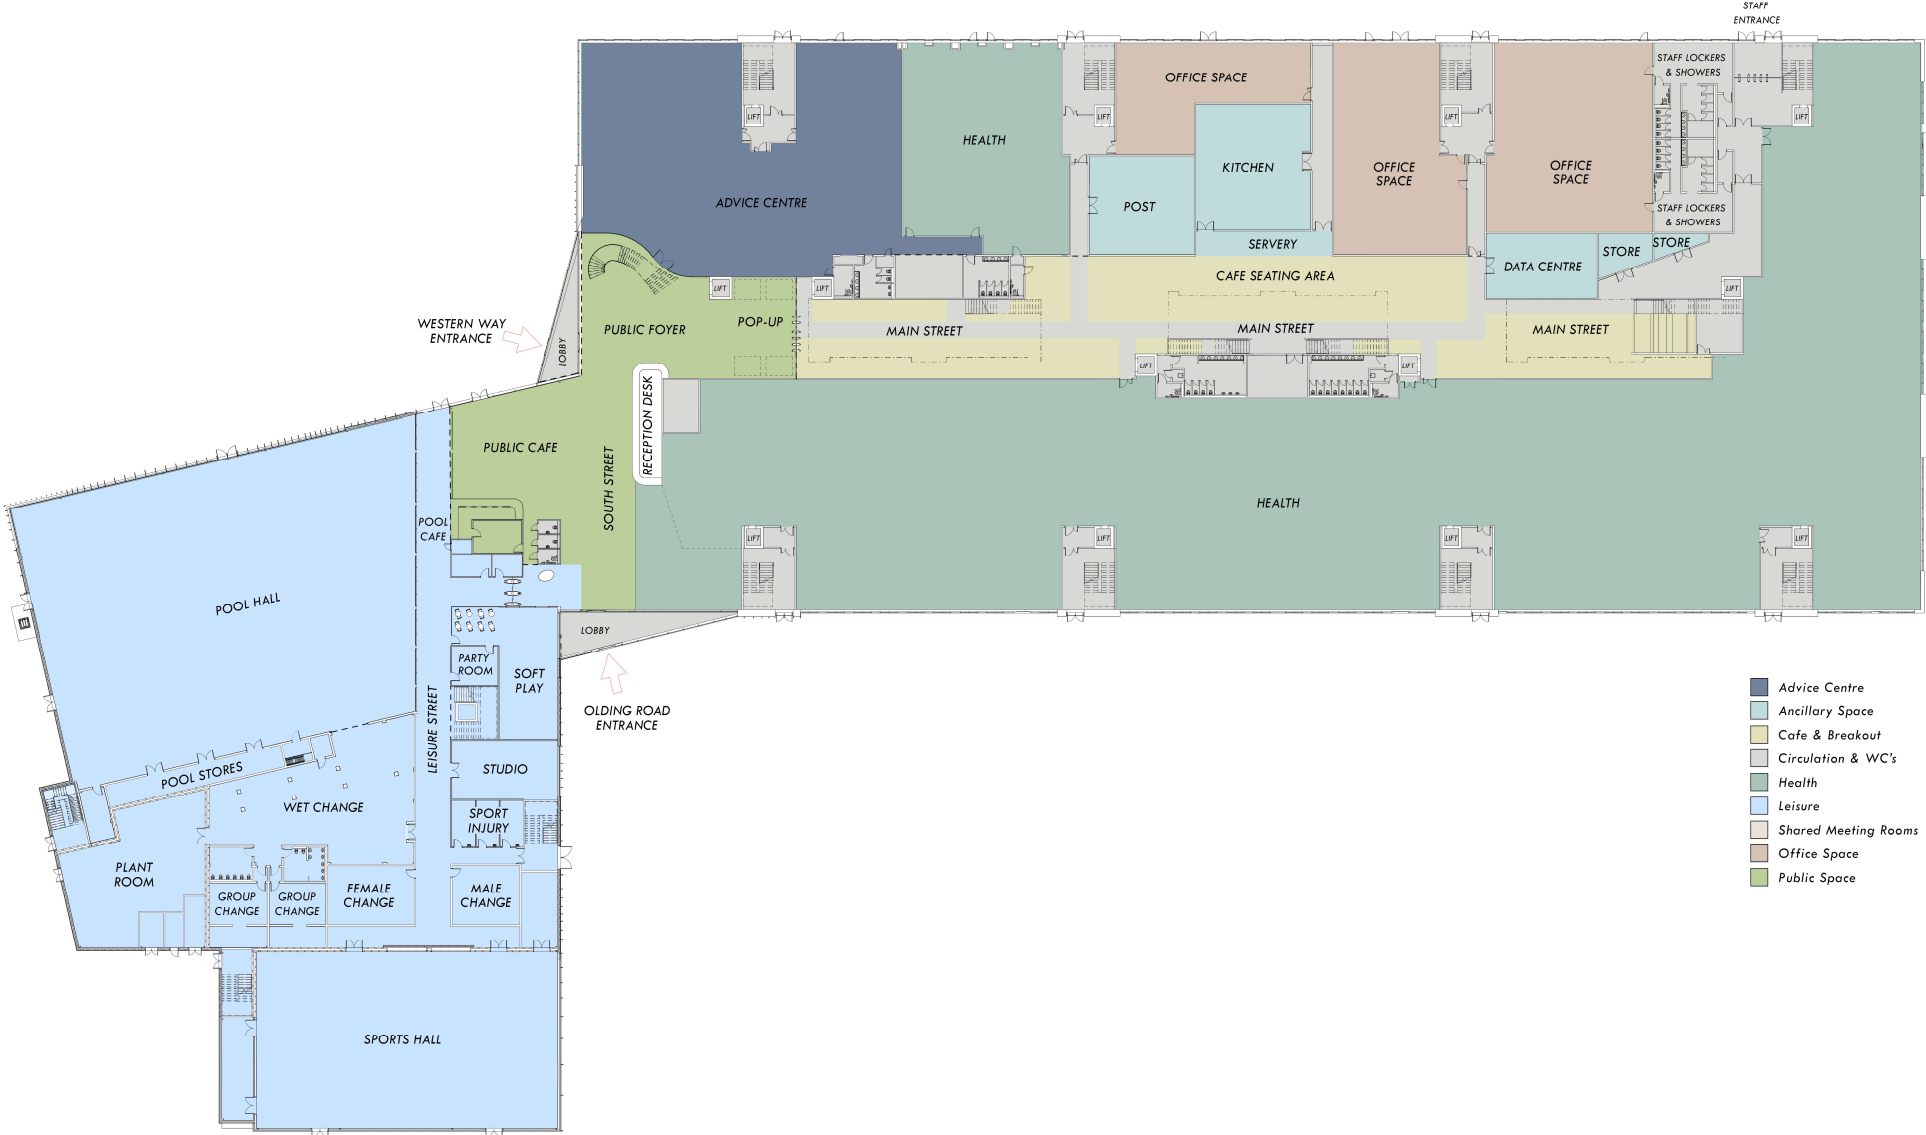 STAFF
ENTRANCE
OFFICE SPACE
STAFF LOCKERS
& SHOWERS
LIFT
LIFT
LIFT
LIFT
HEALTH
KITCHEN
OFFICE
SPACE
OFFICE
SPACE
ADVICE CENTRE
POST
STAFF LOCKERS
& SHOWERS
SERVERY
STORE
STORE
DATA CENTRE
CAFE SEATING AREA
LIFT
LIFT
LIFT
WESTERN WAY
ENTRANCE
LOBBY
PUBLIC FOYER
POP-UP
MAIN STREET
MAIN STREET
MAIN STREET
LIFT
LIFT
RECEPTION DESK
PUBLIC CAFE
SOUTH STREET
HEALTH
POOL
CAFE
LIFT
LIFT
LIFT
LIFT
POOL HALL
LOBBY
PARTY
ROOM
SOFT
PLAY
OLDING ROAD
ENTRANCE
LEISURE STREET
POOL STORES
STUDIO
WET CHANGE
SPORT
INJURY
PLANT
ROOM
GROUP
CHANGE
GROUP
CHANGE
FEMALE
CHANGE
MALE
CHANGE
SPORTS HALL
Advice Centre
Ancillary Space
Cafe & Breakout
Circulation & WC's
Health
Leisure
Shared Meeting Rooms
Office Space
Public Space